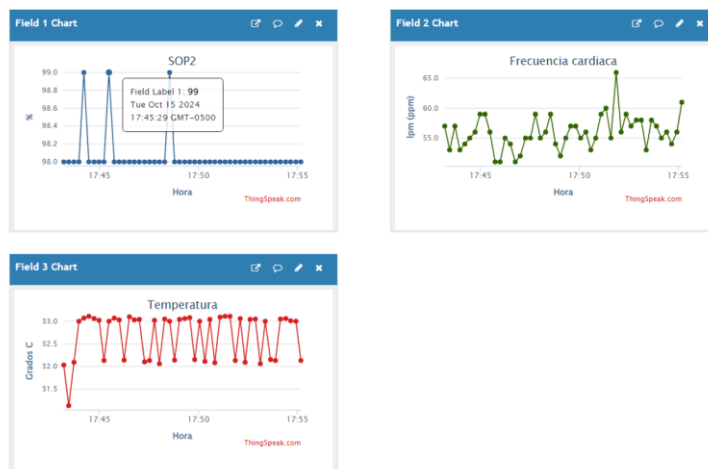 Field 1 Chart
SOP2
99.0
98.8
98.6
98.4
98.2
98.0
%
Field Label 1: 99
Tue Oct 15 2024
17:45:29 GMT-0500
17:45
17:50
17:55
Hora
ThingSpeak.com
Field 2 Chart
Frecuencia cardiaca
65.0
60.0
55.0
lpm (ppm)
17:45
17:50
17:55
Hora
ThingSpeak.com
Field 3 Chart
Temperatura
33.0
32.5
32.0
31.5
Grados C
17:45
17:50
17:55
Hora
ThingSpeak.com